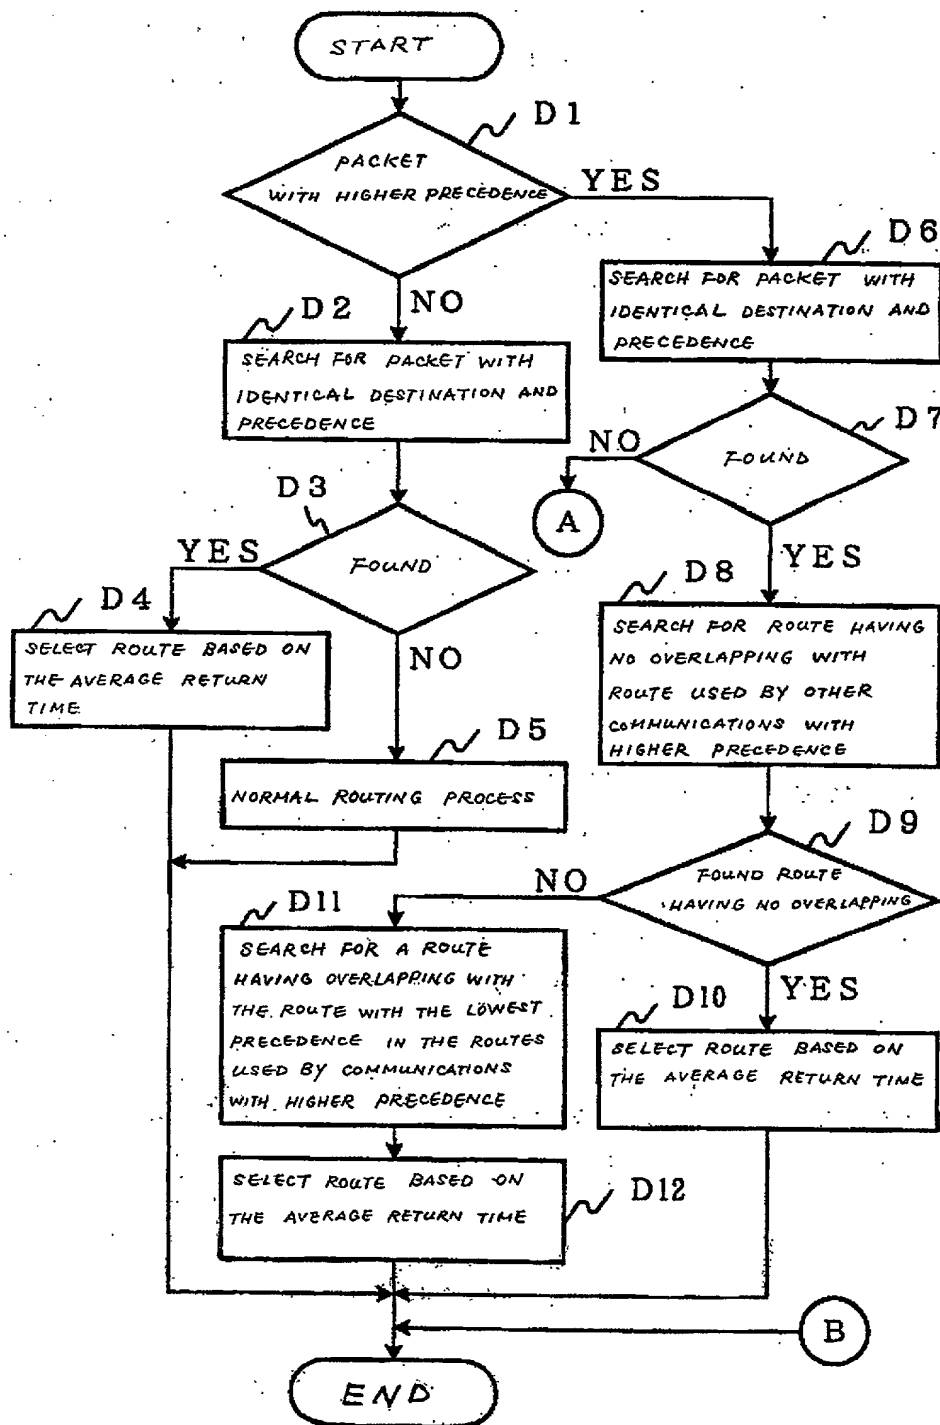 START
D1
PACKET
WITH HIGHER PRECEDENCE
YES
NO
D6
SEARCH FOR PACKET WITH
IDENTICAL DESTINATION AND
PRECEDENCE
D2
SEARCH FOR PACKET WITH
IDENTICAL DESTINATION AND
PRECEDENCE
D7
FOUND
NO
A
YES
D3
FOUND
YES
NO
D4
SELECT ROUTE BASED ON
THE AVERAGE RETURN
TIME
D8
SEARCH FOR ROUTE HAVING
NO OVERLAPPING WITH
ROUTE USED BY OTHER
COMMUNICATIONS WITH
HIGHER PRECEDENCE
D5
NORMAL ROUTING PROCESS
D9
FOUND ROUTE
HAVING NO OVERLAPPING
NO
YES
D11
SEARCH FOR A ROUTE
HAVING OVERLAPPING WITH
THE ROUTE WITH THE LOWEST
PRECEDENCE IN THE ROUTES
USED BY COMMUNICATIONS
WITH HIGHER PRECEDENCE
D10
SELECT ROUTE BASED ON
THE AVERAGE RETURN TIME
D12
SELECT ROUTE BASED ON
THE AVERAGE RETURN TIME
B
END